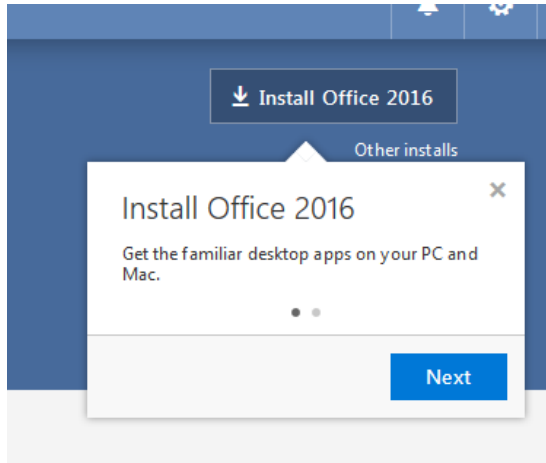 Install Office 2016
Other installs
Install Office 2016
Get the familiar desktop apps on your PC and
Mac.
Next